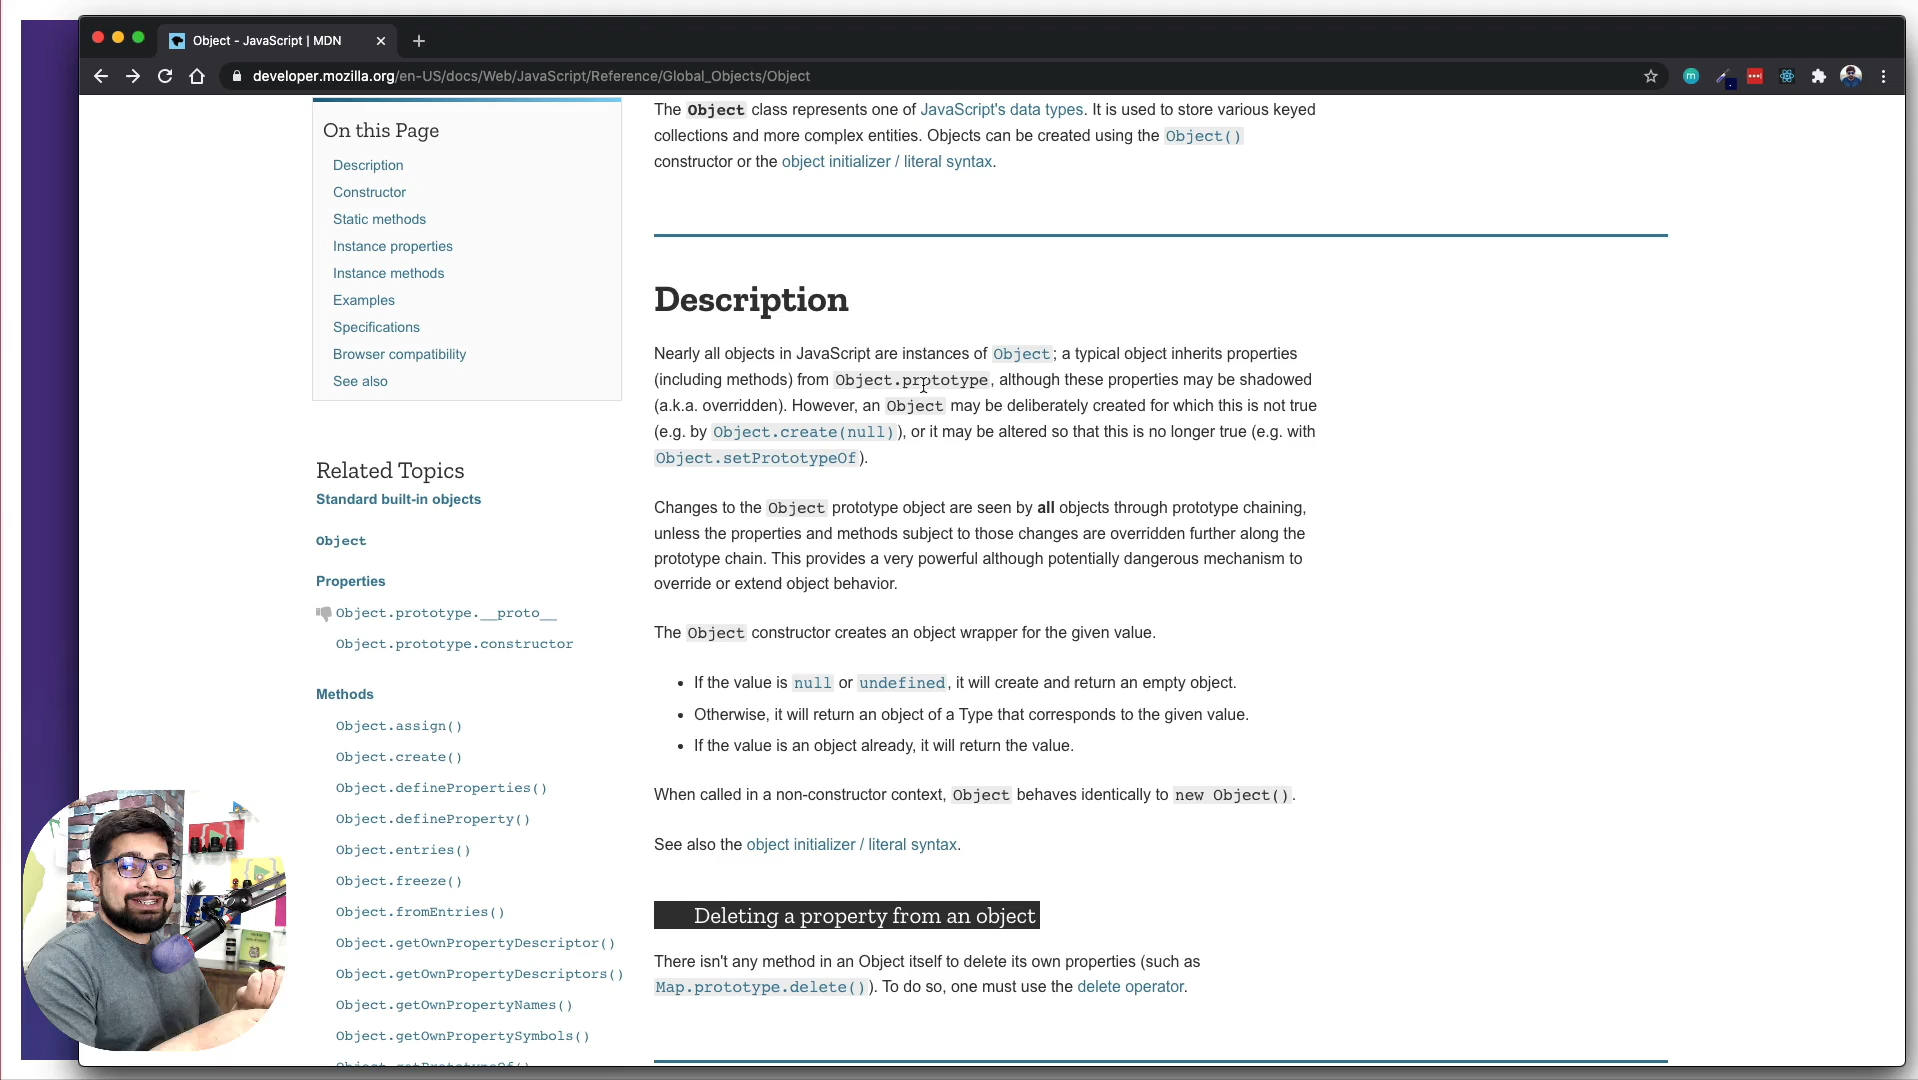 Object - JavaScript | MDN
developer.mozilla.org/en-US/docs/Web/JavaScript/Reference/Global_Objects/Object
On this Page
Description
Constructor
Static methods
Instance properties
Instance methods
Examples
Specifications
Browser compatibility
See also
Related Topics
Standard built-in objects
Object
Properties
Object.prototype.__proto__
Object.prototype.constructor
Methods
Object.assign()
Object.create()
Object.defineProperties()
Object.defineProperty()
Object.entries()
Object.freeze()
Object.fromEntries()
Object.getOwnPropertyDescriptor()
Object.getOwnPropertyDescriptors()
Object.getOwnPropertyNames()
Object.getOwnPropertySymbols()
The Object class represents one of JavaScript's data types. It is used to store various keyed
collections and more complex entities. Objects can be created using the Object()
constructor or the object initializer / literal syntax.
Description
Nearly all objects in JavaScript are instances of Object; a typical object inherits properties
(including methods) from Object.prototype, although these properties may be shadowed
(a.k.a. overridden). However, an Object may be deliberately created for which this is not true
(e.g. by Object.create(null)), or it may be altered so that this is no longer true (e.g. with
Object.setPrototypeOf).
Changes to the Object prototype object are seen by all objects through prototype chaining,
unless the properties and methods subject to those changes are overridden further along the
prototype chain. This provides a very powerful although potentially dangerous mechanism to
override or extend object behavior.
The Object constructor creates an object wrapper for the given value.
If the value is null or undefined, it will create and return an empty object.
Otherwise, it will return an object of a Type that corresponds to the given value.
If the value is an object already, it will return the value.
When called in a non-constructor context, Object behaves identically to new Object().
See also the object initializer / literal syntax.
Deleting a property from an object
There isn't any method in an Object itself to delete its own properties (such as
Map.prototype.delete()). To do so, one must use the delete operator.